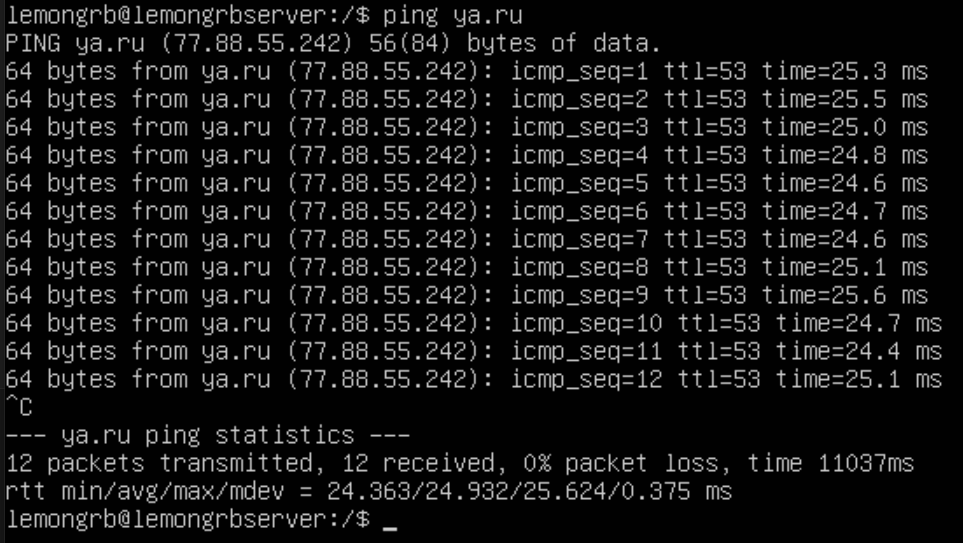 lemongrb@lemongrbserver:/$ ping ya.ru
PING ya.ru (77.88.55.242) 56(84) bytes of data.
64 bytes from ya.ru (77.88.55.242): icmp_seq=1 ttl=53 time=25.3 ms
64 bytes from ya.ru (77.88.55.242): icmp_seq=2 ttl=53 time=25.5 ms
64 bytes from ya.ru (77.88.55.242): icmp_seq=3 ttl=53 time=25.0 ms
64 bytes from ya.ru (77.88.55.242): icmp_seq=4 ttl=53 time=24.8 ms
64 bytes from ya.ru (77.88.55.242): icmp_seq=5 ttl=53 time=24.6 ms
64 bytes from ya.ru (77.88.55.242): icmp_seq=6 ttl=53 time=24.7 ms
64 bytes from ya.ru (77.88.55.242): icmp_seq=7 ttl=53 time=24.6 ms
64 bytes from ya.ru (77.88.55.242): icmp_seq=8 ttl=53 time=25.1 ms
64 bytes from ya.ru (77.88.55.242): icmp_seq=9 ttl=53 time=25.6 ms
64 bytes from ya.ru (77.88.55.242): icmp_seq=10 ttl=53 time=24.7 ms
64 bytes from ya.ru (77.88.55.242): icmp_seq=11 ttl=53 time=24.4 ms
64 bytes from ya.ru (77.88.55.242): icmp_seq=12 ttl=53 time=25.1 ms
^C
--- ya.ru ping statistics ---
12 packets transmitted, 12 received, 0% packet loss, time 11037ms
rtt min/avg/max/mdev = 24.363/24.932/25.624/0.375 ms
lemongrb@lemongrbserver:/$ _